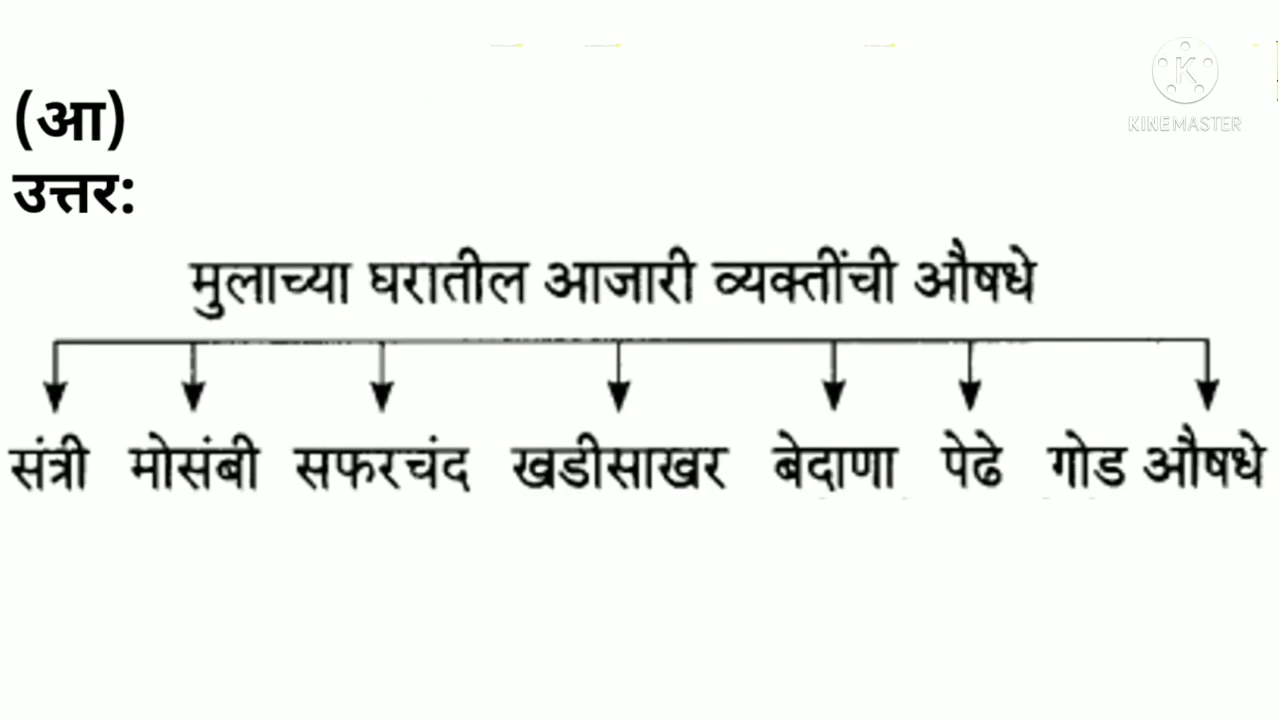 (आ)
उत्तर:
मुलाच्या घरातील आजारी व्यक्तींची औषधे
संत्री मोसंबी सफरचंद खडीसाखर बेदाणा पेढे गोड औषधे
K
KINEMASTER